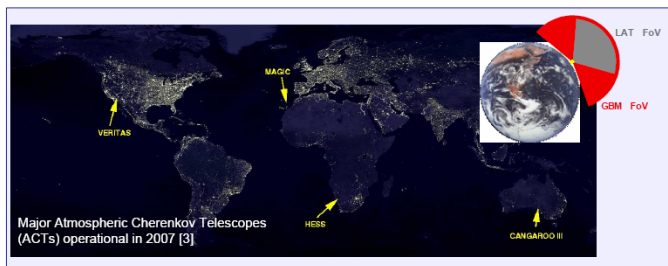 LAT FoV
MAGIC
GBM FoV
VERITAS
HESS
CANGAROO III
Major Atmospheric Cherenkov Telescopes
(ACTs) operational in 2007 [3]